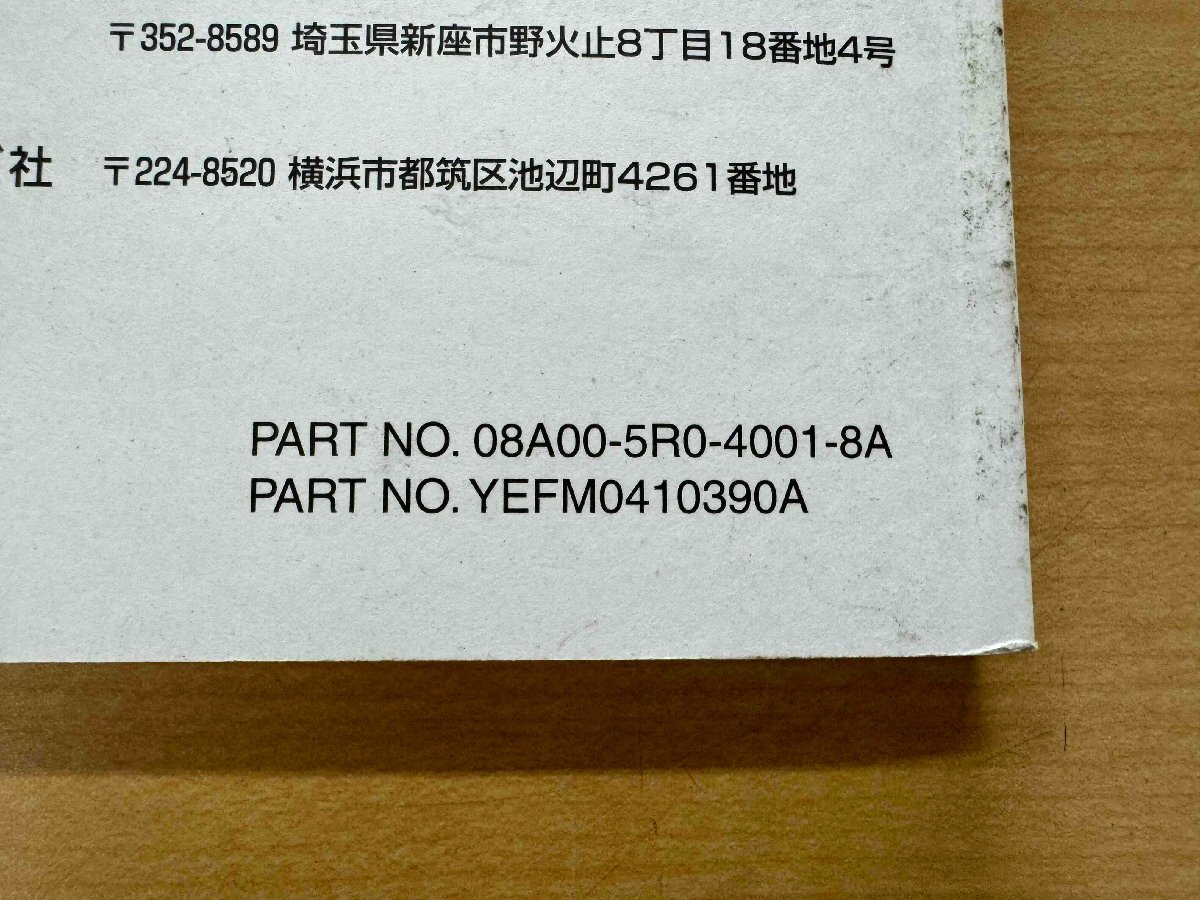 〒352-8589 埼玉県新座市野火止8丁目18番地4号
社 〒224-8520 横浜市都筑区池辺町4261番地
PART NO. 08A00-5R0-4001-8A
PART NO. YEFM0410390A